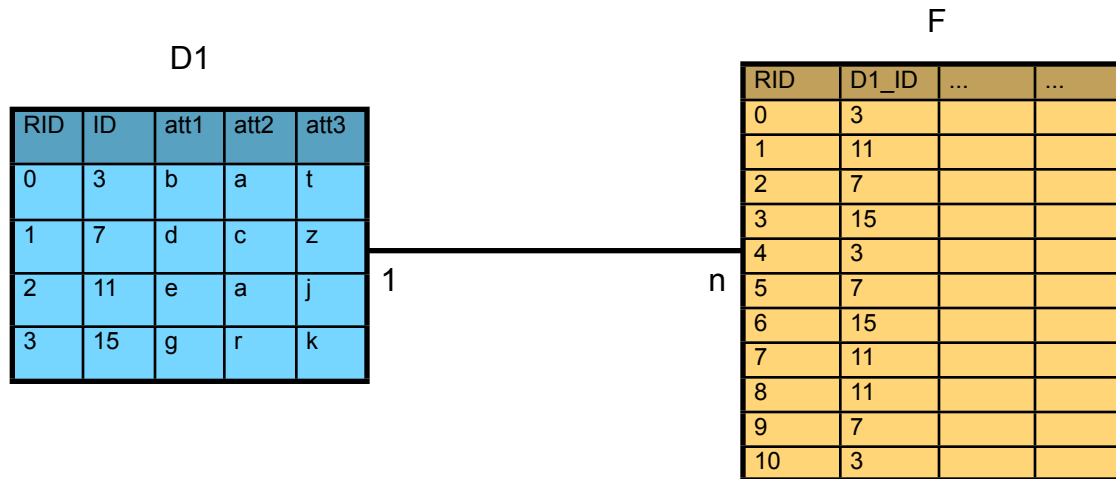 D1
RID ID att1 att2 att3
0 3 b a t
1 7 d c z
2 11 e a j
3 15 g r k
1
n
F
RID D1_ID ... ...
0 3
1 11
2 7
3 15
4 3
5 7
6 15
7 11
8 11
9 7
10 3